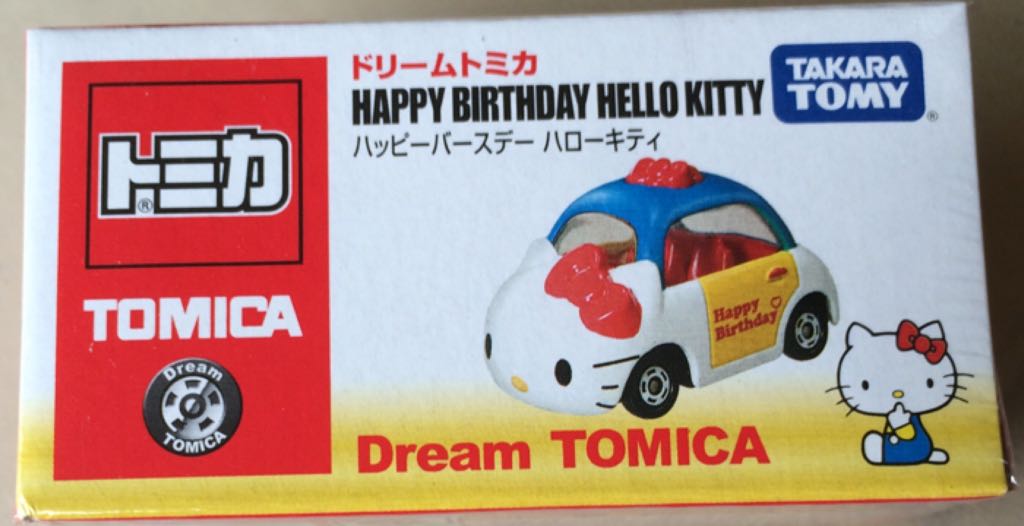 トミカ
®
TOMICA
Dream
TOMICA
ドリームトミカ
HAPPY BIRTHDAY HELLO KITTY
ハッピーバースデー ハローキティ
TAKARA
TOMY
®
Happy
Birthday
Dream TOMICA